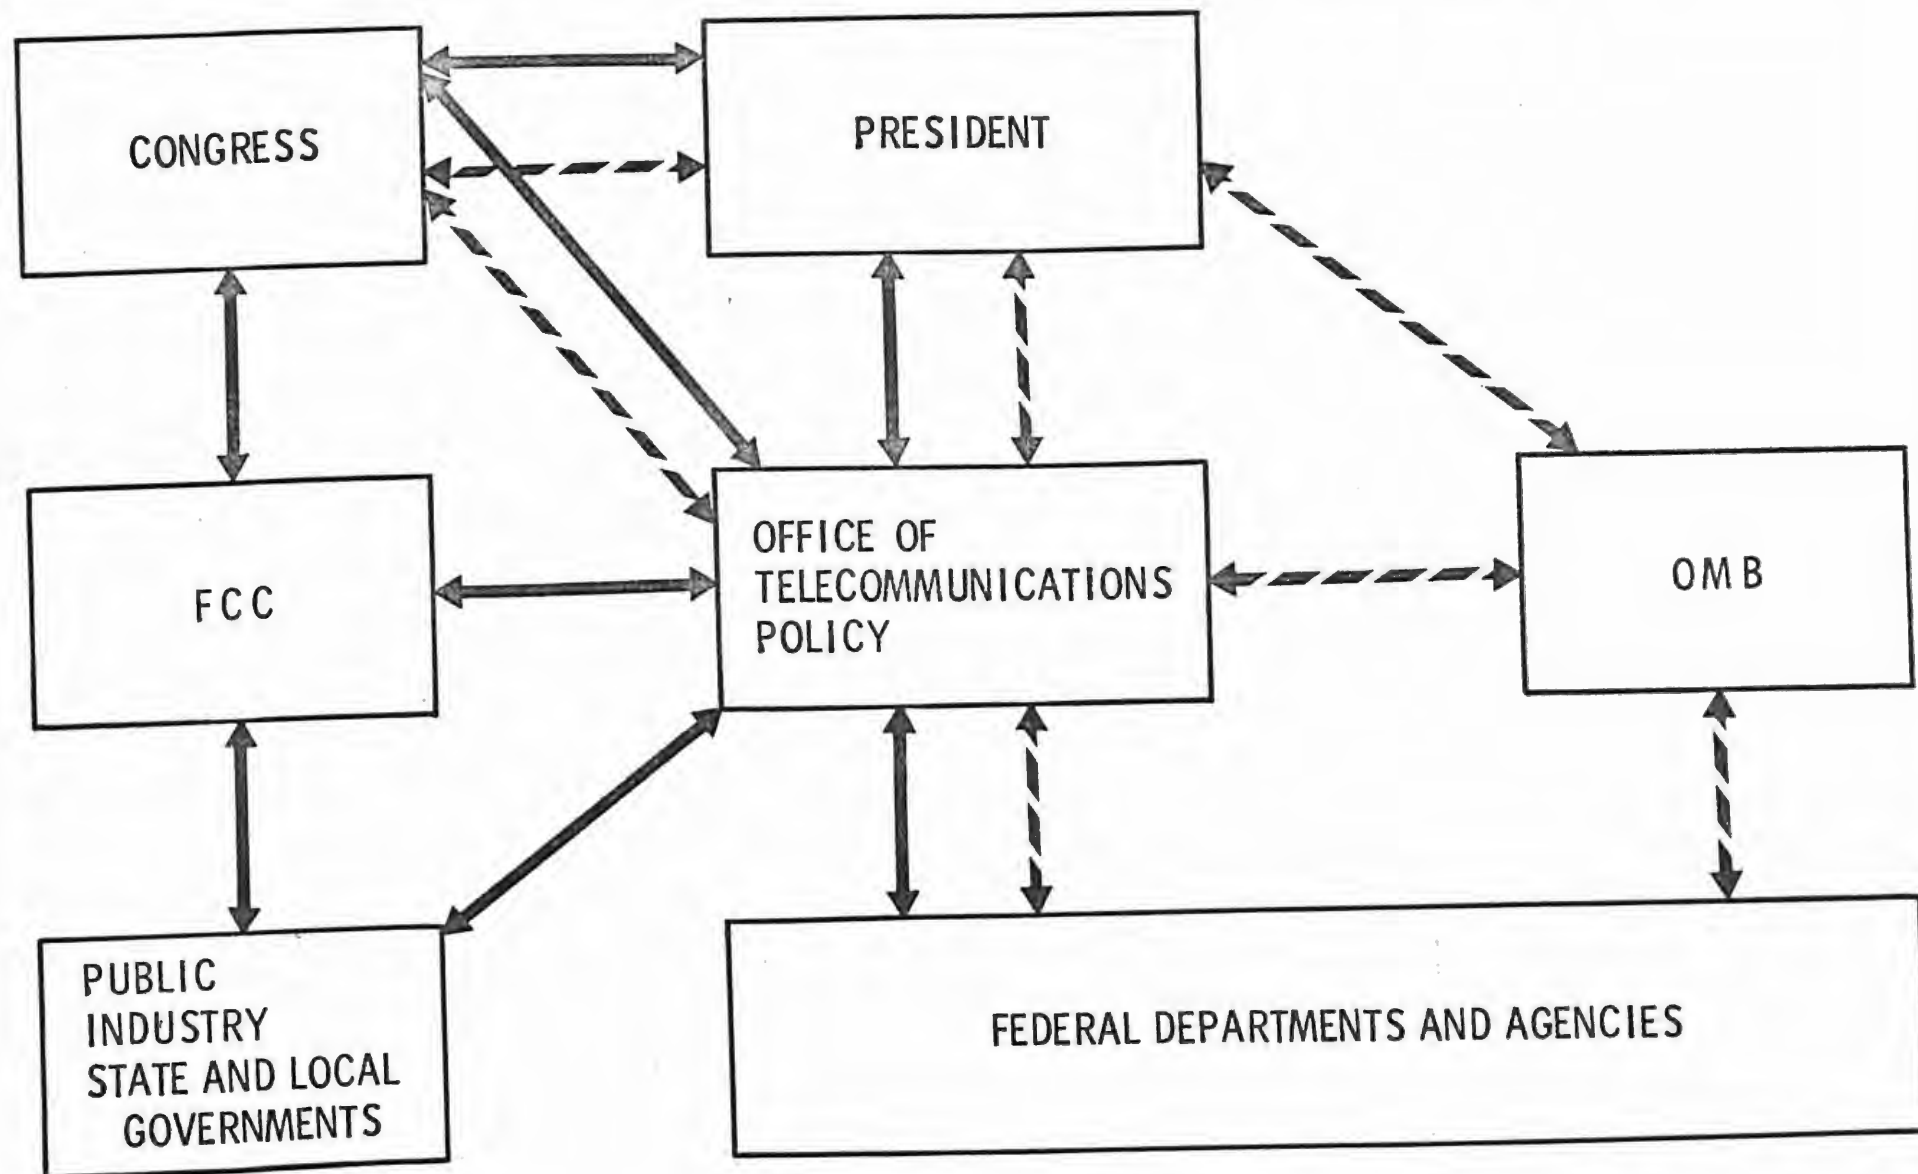 CONGRESS
PRESIDENT
FCC
OFFICE OF
TELECOMMUNICATIONS
POLICY
OMB
PUBLIC
INDUSTRY
STATE AND LOCAL
GOVERNMENTS
FEDERAL DEPARTMENTS AND AGENCIES